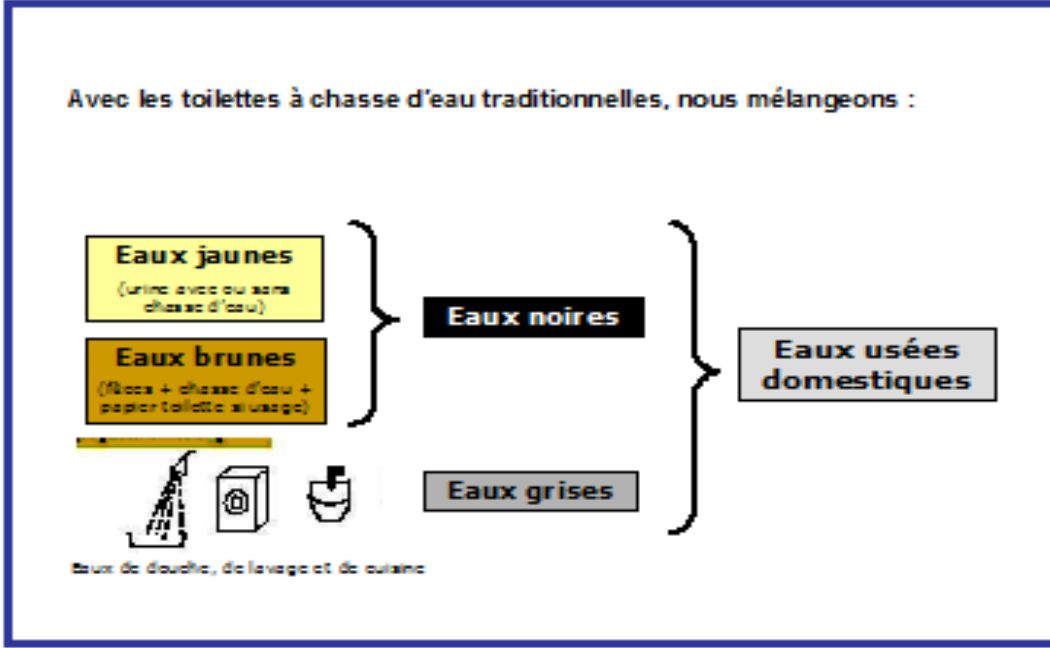 Avec les toilettes à chasse d'eau traditionnelles, nous mélangeons :
Eaux jaunes
(urine avec ou sans
chasse d'eau)
Eaux brunes
(fèces + chasse d'eau +
papier toilette si usage)
Eaux noires
Eaux usées
domestiques
Eaux grises
Eaux de douche, de lavage et de cuisine